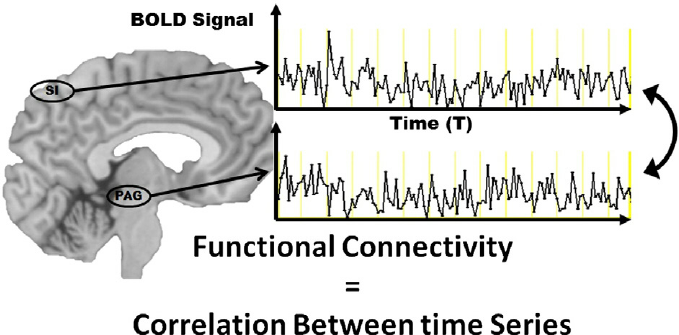 BOLD Signal
SI
Time (T)
PAG
Functional Connectivity
=
Correlation Between time Series